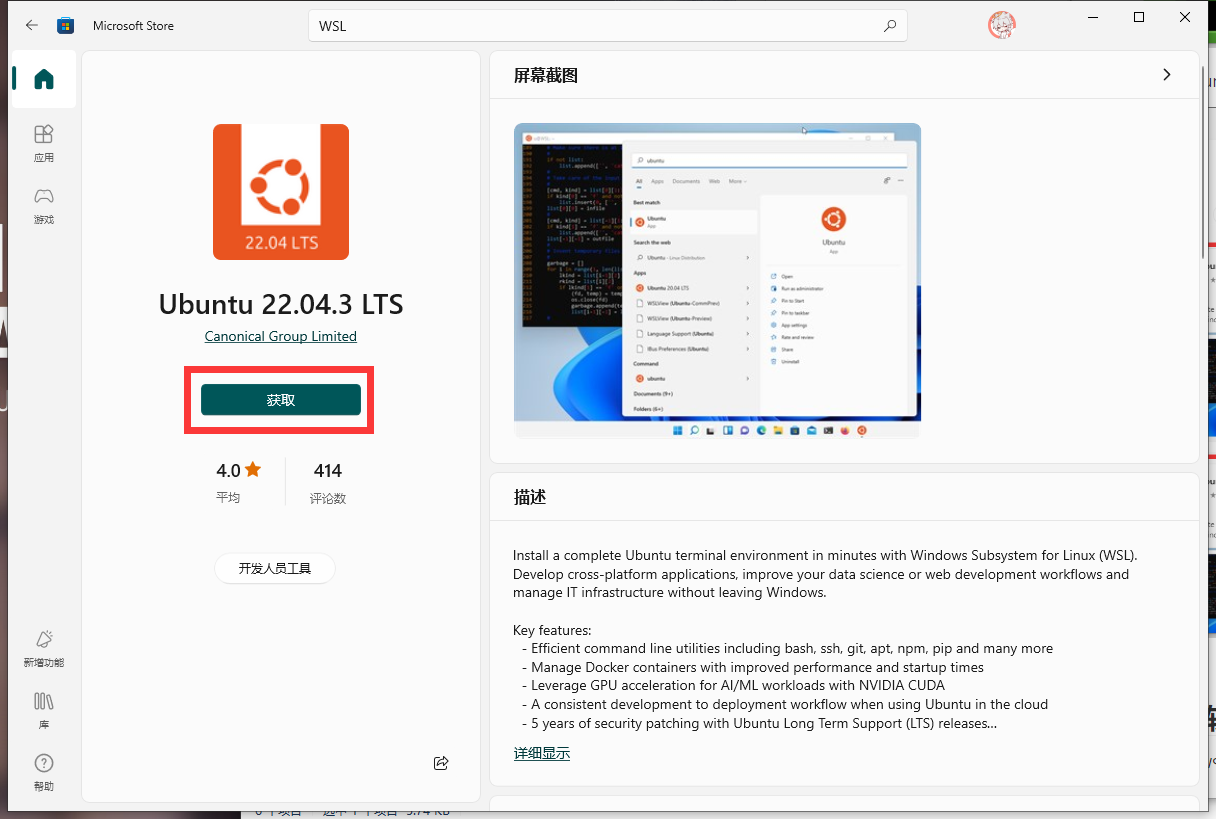 Microsoft Store
WSL
应用
游戏
新增功能
库
帮助
22.04 LTS
Ubuntu 22.04.3 LTS
Canonical Group Limited
获取
4.0
平均
414
评论数
开发人员工具
屏幕截图
ubuntu
All Apps Documents Web More
Best match
Ubuntu
App
Search the web
Ubuntu - Linux Distribution
Apps
Ubuntu 20.04 LTS
WSLView (Ubuntu-CommPrev)
WSLView (Ubuntu-Preview)
Language Support (Ubuntu)
IBus Preferences (Ubuntu)
Command
ubuntu
Documents (9+)
Folders (6+)
Ubuntu
App
Open
Run as administrator
Pin to Start
Pin to taskbar
App settings
Rate and review
Share
Uninstall
描述
Install a complete Ubuntu terminal environment in minutes with Windows Subsystem for Linux (WSL).
Develop cross-platform applications, improve your data science or web development workflows and
manage IT infrastructure without leaving Windows.
Key features:
- Efficient command line utilities including bash, ssh, git, apt, npm, pip and many more
- Manage Docker containers with improved performance and startup times
- Leverage GPU acceleration for AI/ML workloads with NVIDIA CUDA
- A consistent development to deployment workflow when using Ubuntu in the cloud
- 5 years of security patching with Ubuntu Long Term Support (LTS) releases...
详细显示